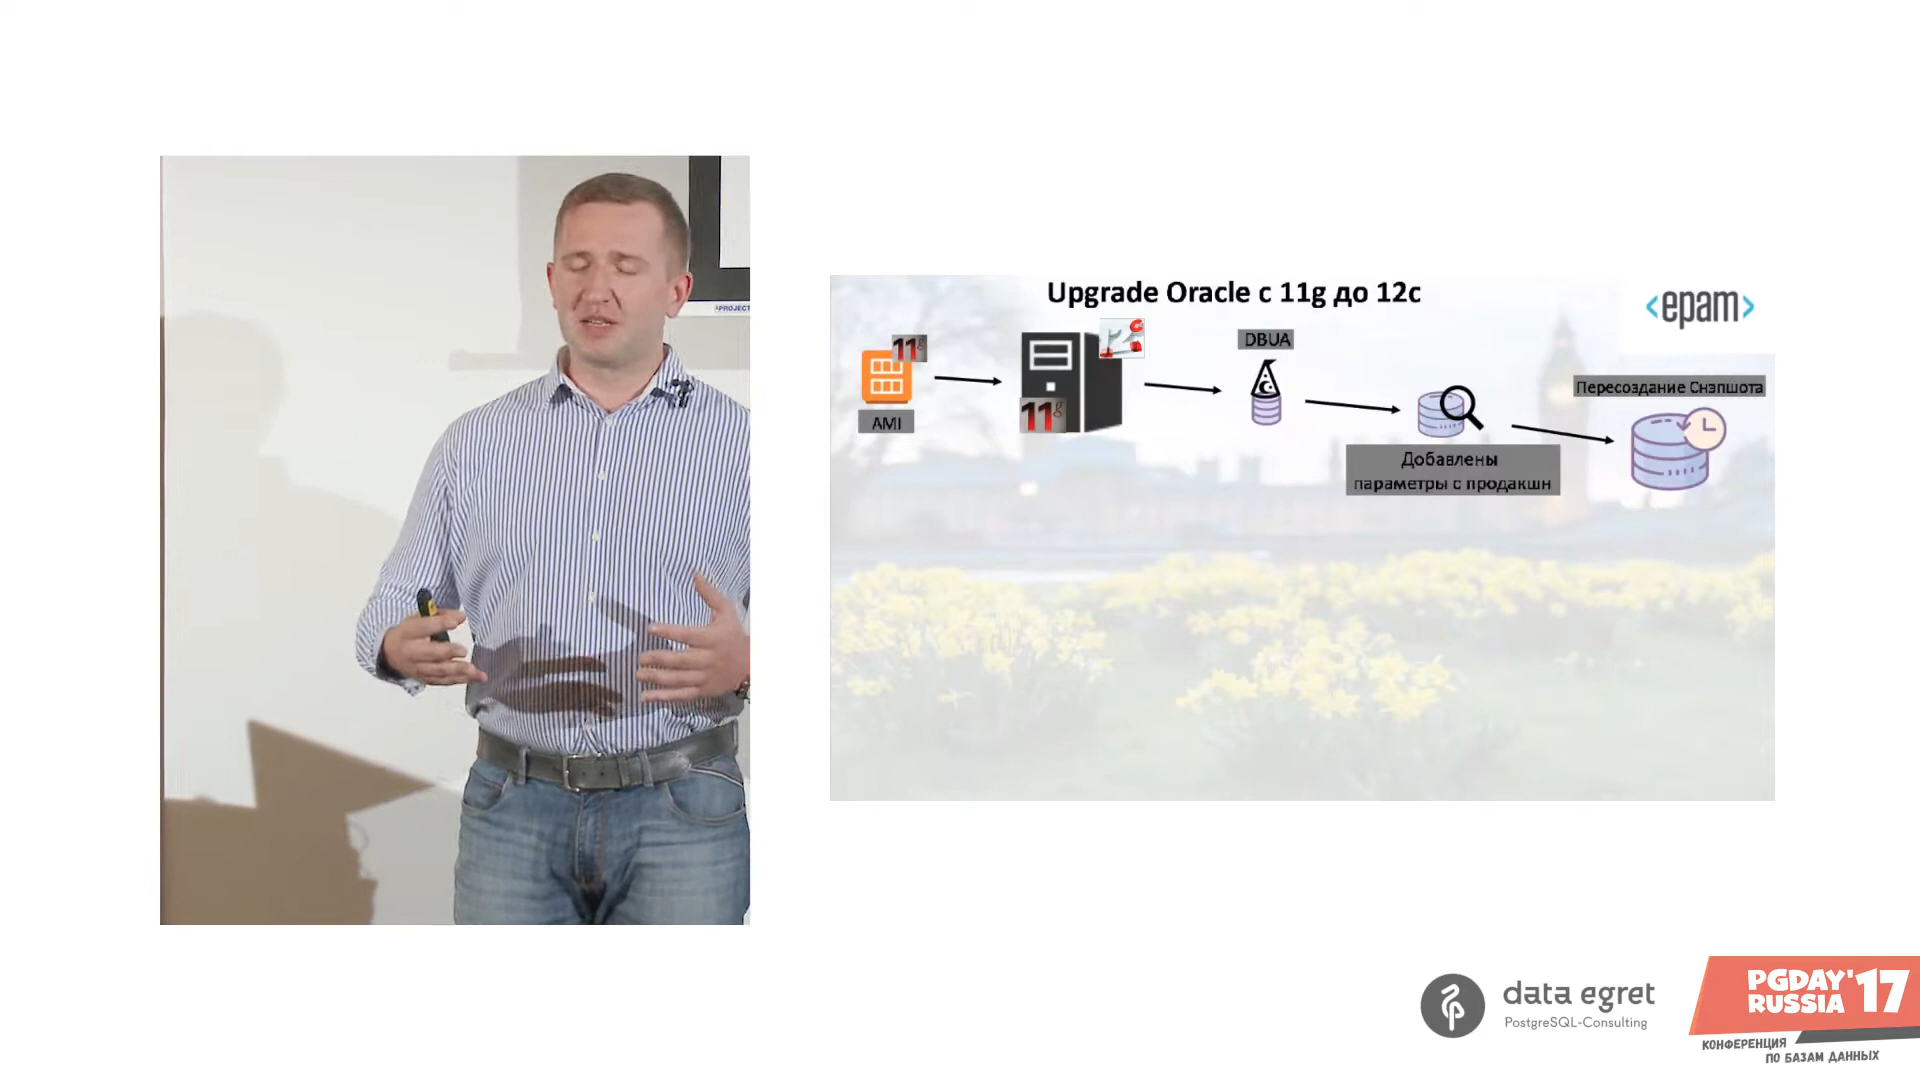 Upgrade Oracle с 11g до 12c
<epam>
11g
AMI
11g
DBUA
Добавлены
параметры с продакшн
Пересоздание Снэпшота
PROJECT
data egret
PostgreSQL-Consulting
PGDAY'17
RUSSIA
КОНФЕРЕНЦИЯ
ПО БАЗАМ ДАННЫХ